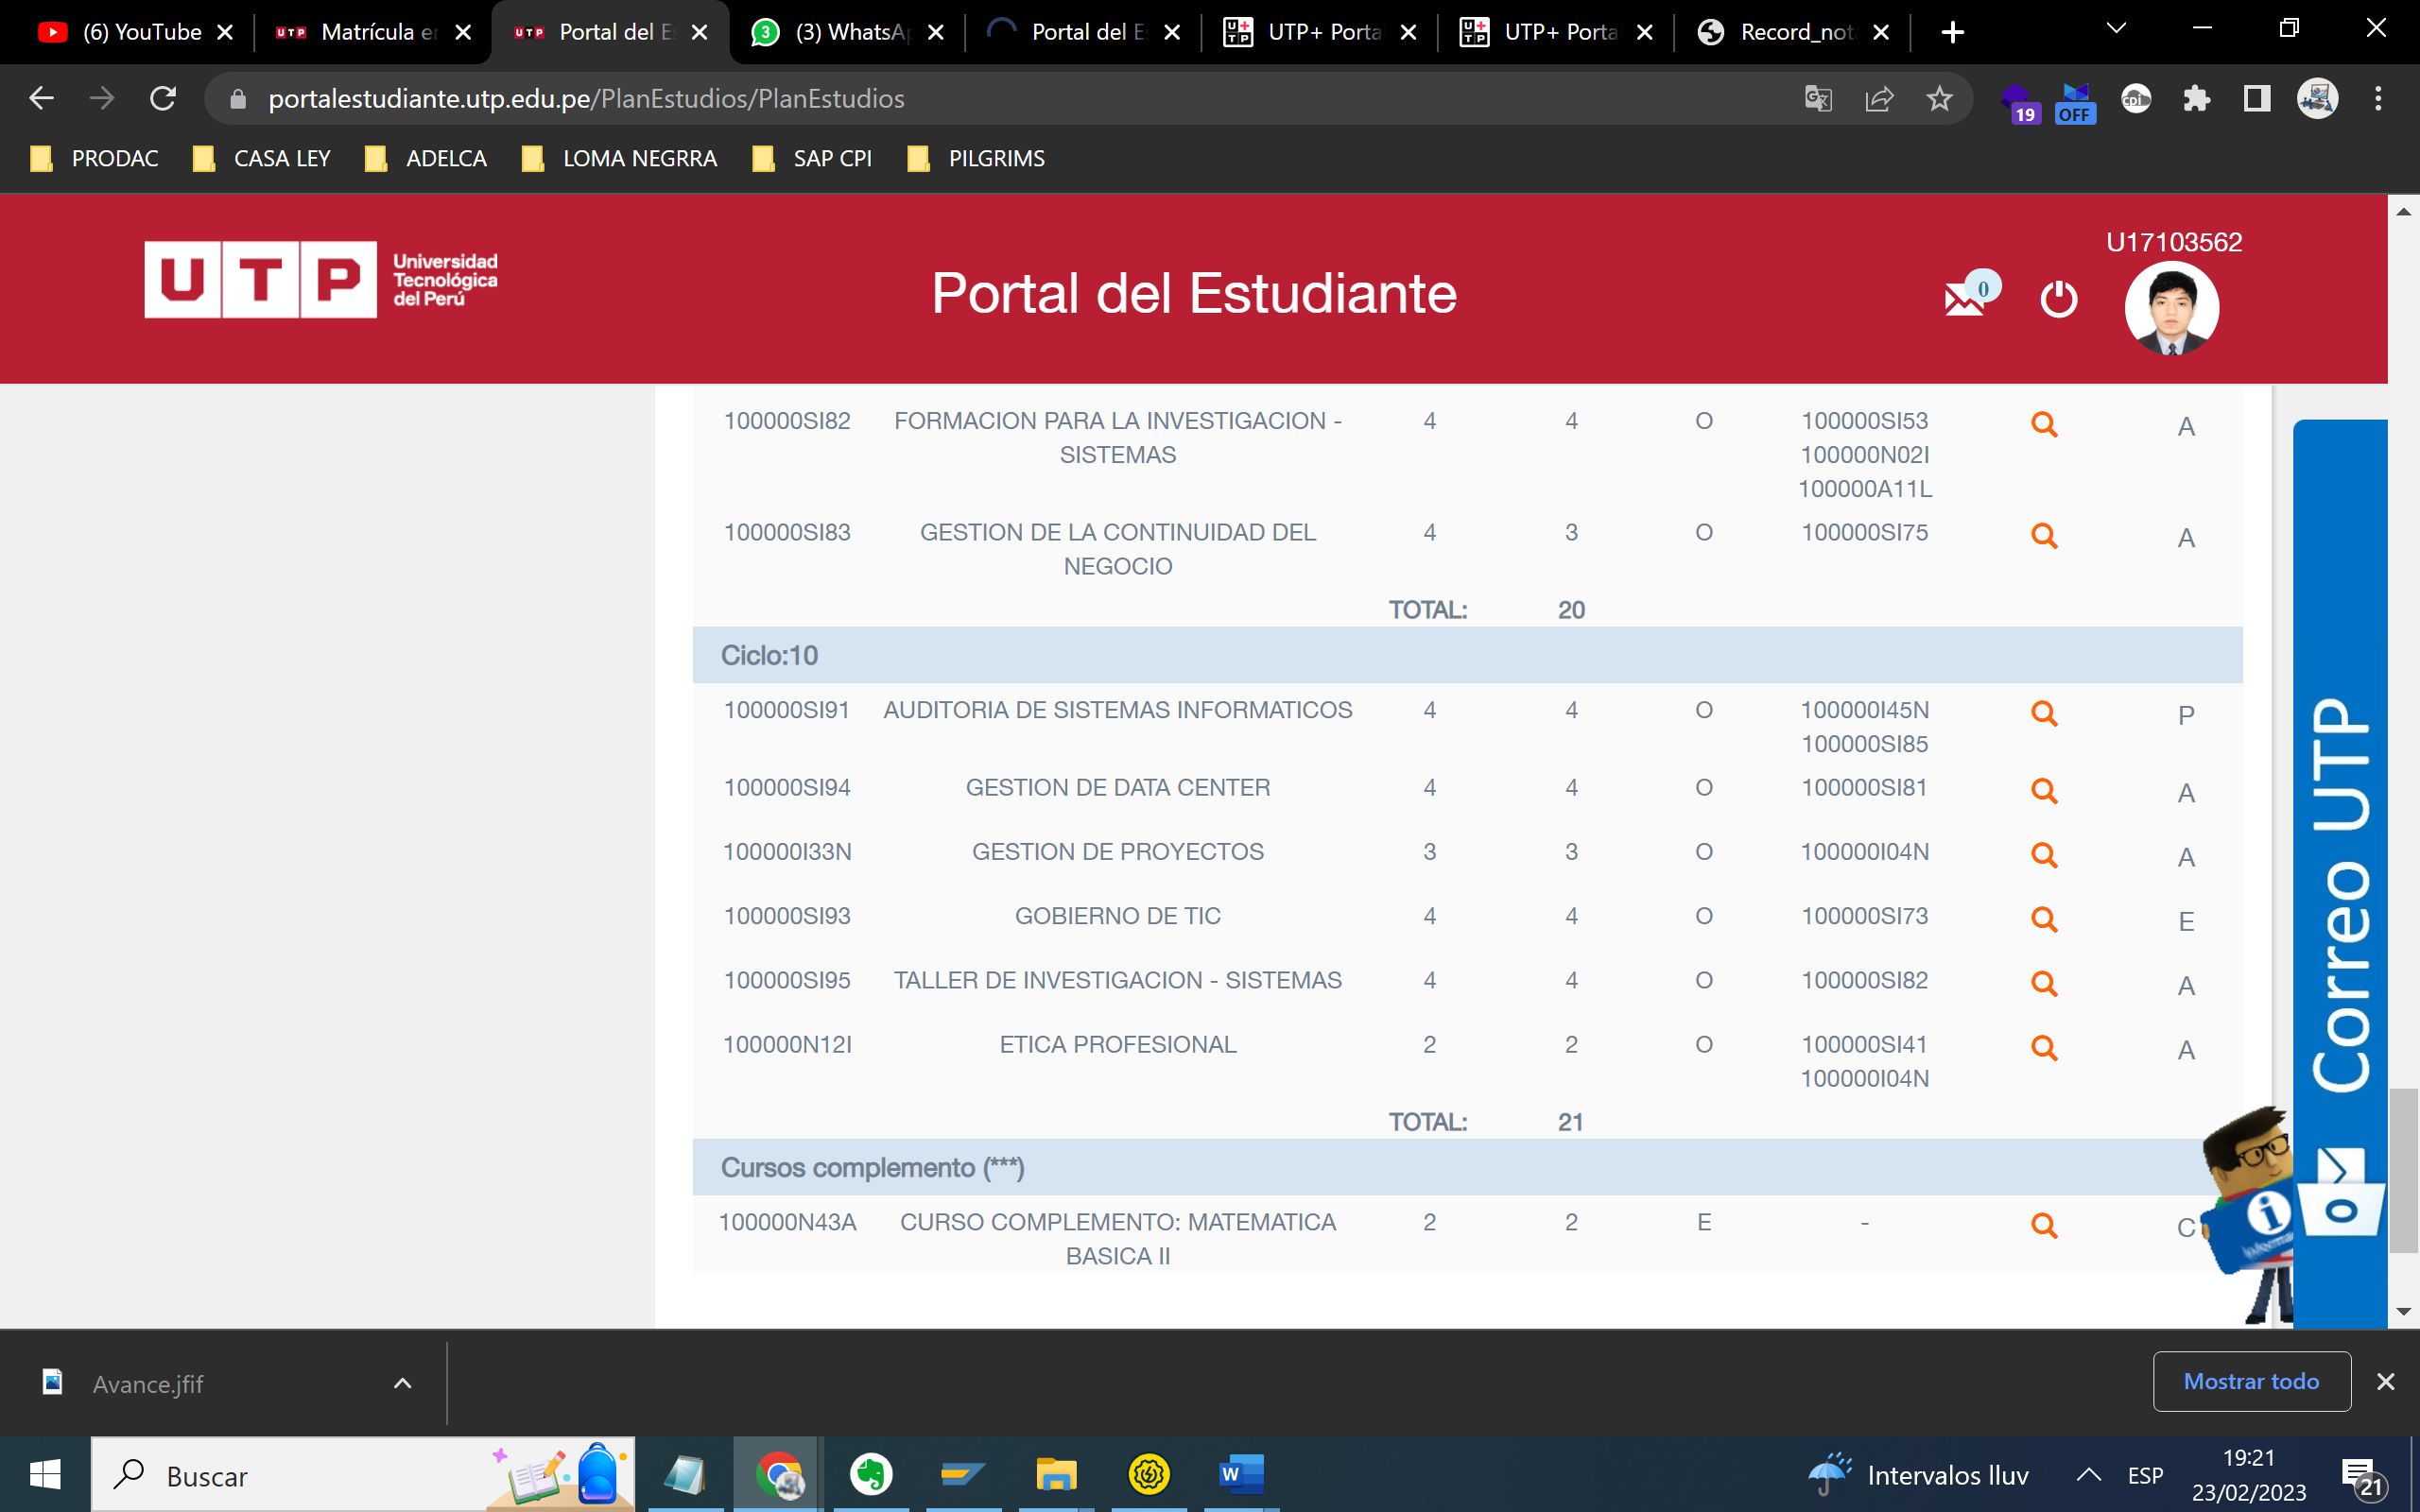 (6) YouTube
Matrícula en
Portal del Es
3
(3) WhatsAp
Portal del Es
UTP+ Porta
UTP+ Porta
Record_not
portalestudiante.utp.edu.pe/PlanEstudios/PlanEstudios
19
OFF
CPI
PRODAC
CASA LEY
ADELCA
LOMA NEGRRA
SAP CPI
PILGRIMS
UTP
Universidad
Tecnológica
del Perú
Portal del Estudiante
0
U17103562
100000SI82 FORMACION PARA LA INVESTIGACION - 4 4 O 100000SI53 A
SISTEMAS 100000N02I
100000A11L
100000SI83 GESTION DE LA CONTINUIDAD DEL 4 3 O 100000SI75 A
NEGOCIO
TOTAL: 20
Ciclo:10
100000SI91 AUDITORIA DE SISTEMAS INFORMATICOS 4 4 O 100000I45N P
100000SI85
100000SI94 GESTION DE DATA CENTER 4 4 O 100000SI81 A
100000I33N GESTION DE PROYECTOS 3 3 O 100000I04N A
100000SI93 GOBIERNO DE TIC 4 4 O 100000SI73 E
100000SI95 TALLER DE INVESTIGACION - SISTEMAS 4 4 O 100000SI82 A
100000N12I ETICA PROFESIONAL 2 2 O 100000SI41 A
100000I04N
TOTAL: 21
Cursos complemento (***)
100000N43A CURSO COMPLEMENTO: MATEMATICA 2 2 E - C
BASICA II
Correo UTP
Avance.jfif
Mostrar todo
Buscar
Intervalos lluv
ESP
19:21
23/02/2023
21